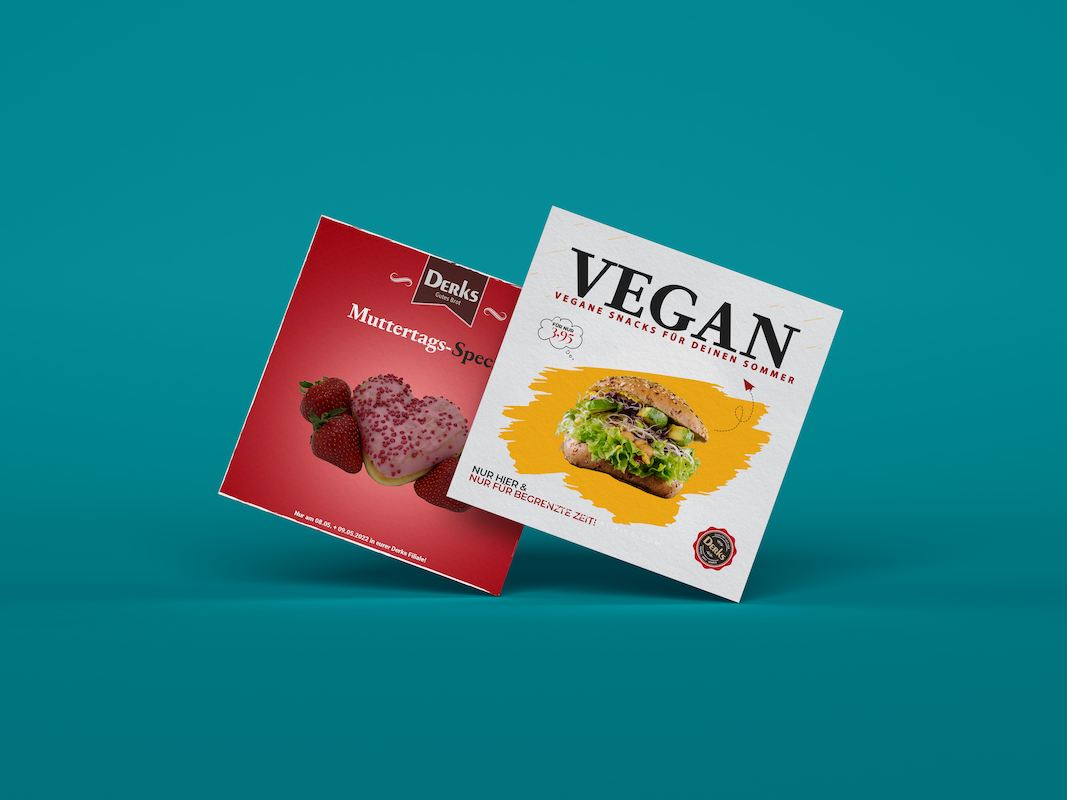 DERKS
Gutes Brot
Muttertags-Spec
Nur am 08.05. + 09.05.2022 in eurer Derks Filiale!
VEGAN
VEGANE SNACKS FÜR DEINEN SOMMER
FÜR NUR
3,95
NUR HIER &
NUR FÜR BEGRENZTE ZEIT!
Derks